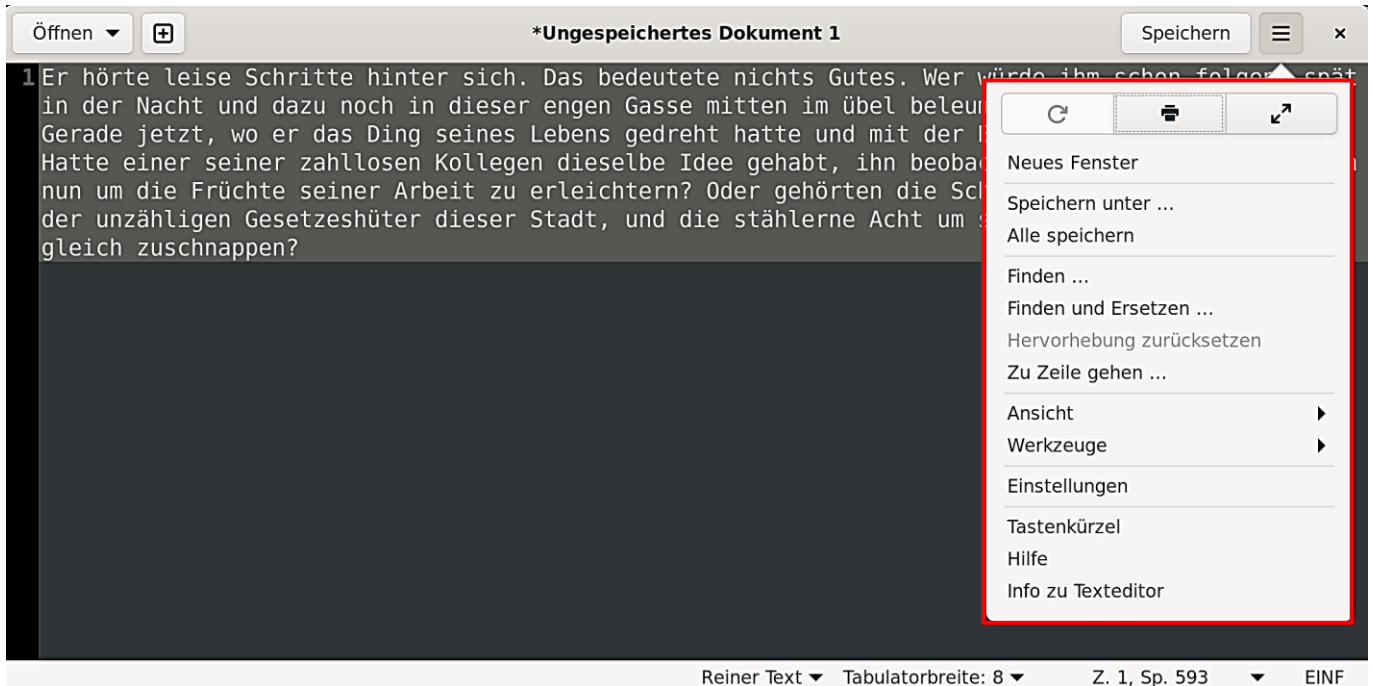 Öffnen
*Ungespeichertes Dokument 1
Speichern
1 Er hörte leise Schritte hinter sich. Das bedeutete nichts Gutes. Wer würde ihm schon folgen, spät
in der Nacht und dazu noch in dieser engen Gasse mitten im übel
Gerade jetzt, wo er das Ding seines Lebens gedreht hatte und mit der
Hatte einer seiner zahllosen Kollegen dieselbe Idee gehabt, ihn
nun um die Früchte seiner Arbeit zu erleichtern? Oder gehörten die
der unzähligen Gesetzeshüter dieser Stadt, und die stählerne Acht um
gleich zuschnappen?
Neues Fenster
Speichern unter ...
Alle speichern
Finden ...
Finden und Ersetzen ...
Hervorhebung zurücksetzen
Zu Zeile gehen ...
Ansicht
Werkzeuge
Einstellungen
Tastenkürzel
Hilfe
Info zu Texteditor
Reiner Text Tabulatorbreite: 8 Z. 1, Sp. 593 EINF